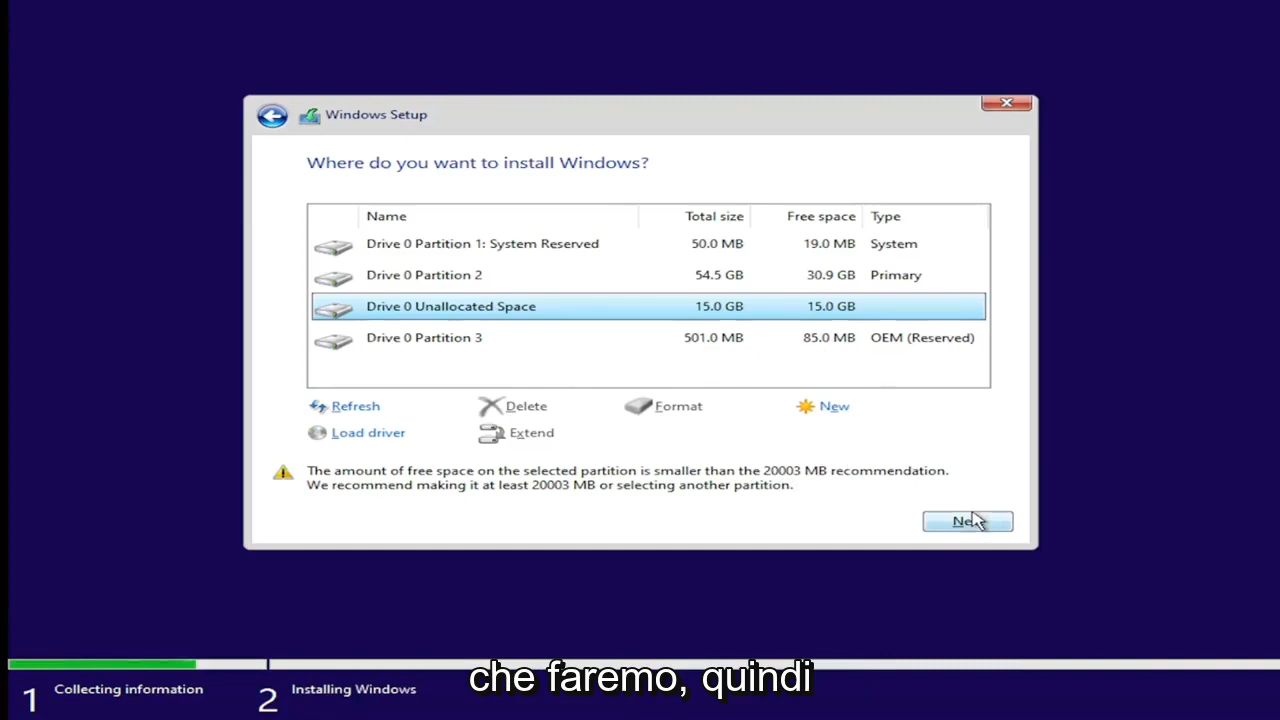 Windows Setup
Where do you want to install Windows?
Name Total size Free space Type
Drive 0 Partition 1: System Reserved 50.0 MB 19.0 MB System
Drive 0 Partition 2 54.5 GB 30.9 GB Primary
Drive 0 Unallocated Space 15.0 GB 15.0 GB
Drive 0 Partition 3 501.0 MB 85.0 MB OEM (Reserved)
Refresh Delete Format New
Load driver Extend
The amount of free space on the selected partition is smaller than the 20003 MB recommendation.
We recommend making it at least 20003 MB or selecting another partition.
che faremo, quindi
1 Collecting information 2 Installing Windows